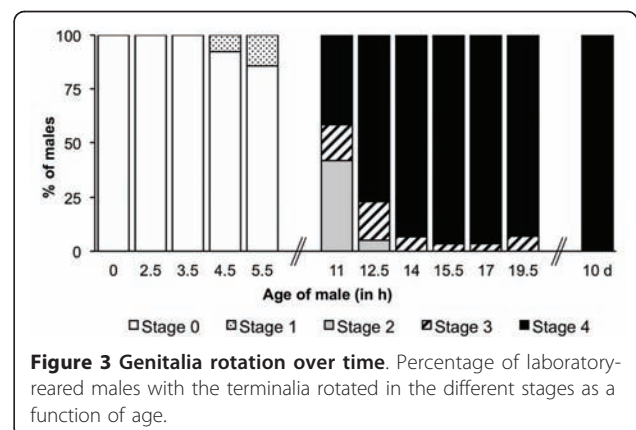 100
75
50
25
0
% of males
0 2.5 3.5 4.5 5.5 // 11 12.5 14 15.5 17 19.5 // 10 d
Age of male (in h)
Stage 0 Stage 1 Stage 2 Stage 3 Stage 4
Figure 3 Genitalia rotation over time. Percentage of laboratory-
reared males with the terminalia rotated in the different stages as a
function of age.